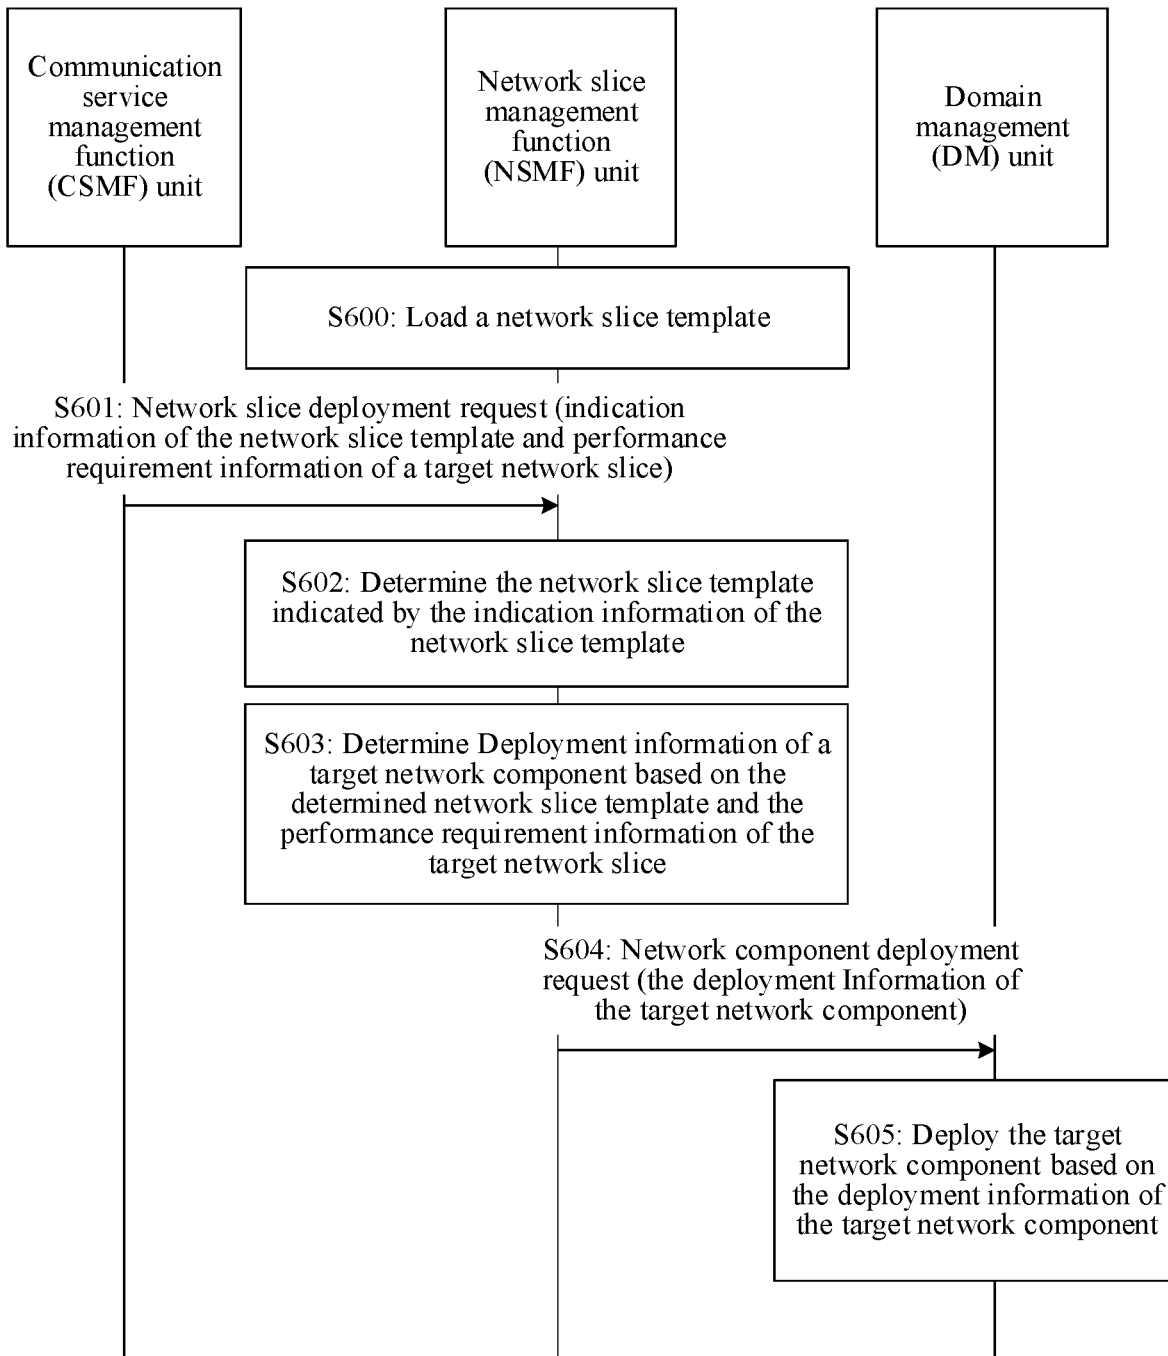 Communication
service
management
function
(CSMF) unit
Network slice
management
function
(NSMF) unit
Domain
management
(DM) unit
S600: Load a network slice template
S601: Network slice deployment request (indication
information of the network slice template and performance
requirement information of a target network slice)
S602: Determine the network slice template
indicated by the indication information of the
network slice template
S603: Determine Deployment information of a
target network component based on the
determined network slice template and the
performance requirement information of the
target network slice
S604: Network component deployment
request (the deployment Information of
the target network component)
S605: Deploy the target
network component based on
the deployment information of
the target network component